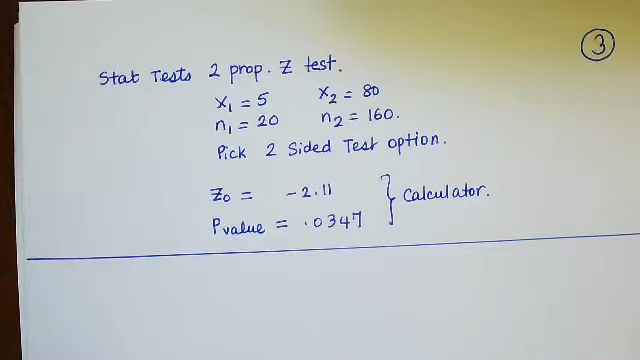 3
Stat Tests 2 prop. Z test.
x1 = 5 x2 = 80
n1 = 20 n2 = 160.
Pick 2 Sided Test option.
Z0 = -2.11
Pvalue = .0347 } Calculator.